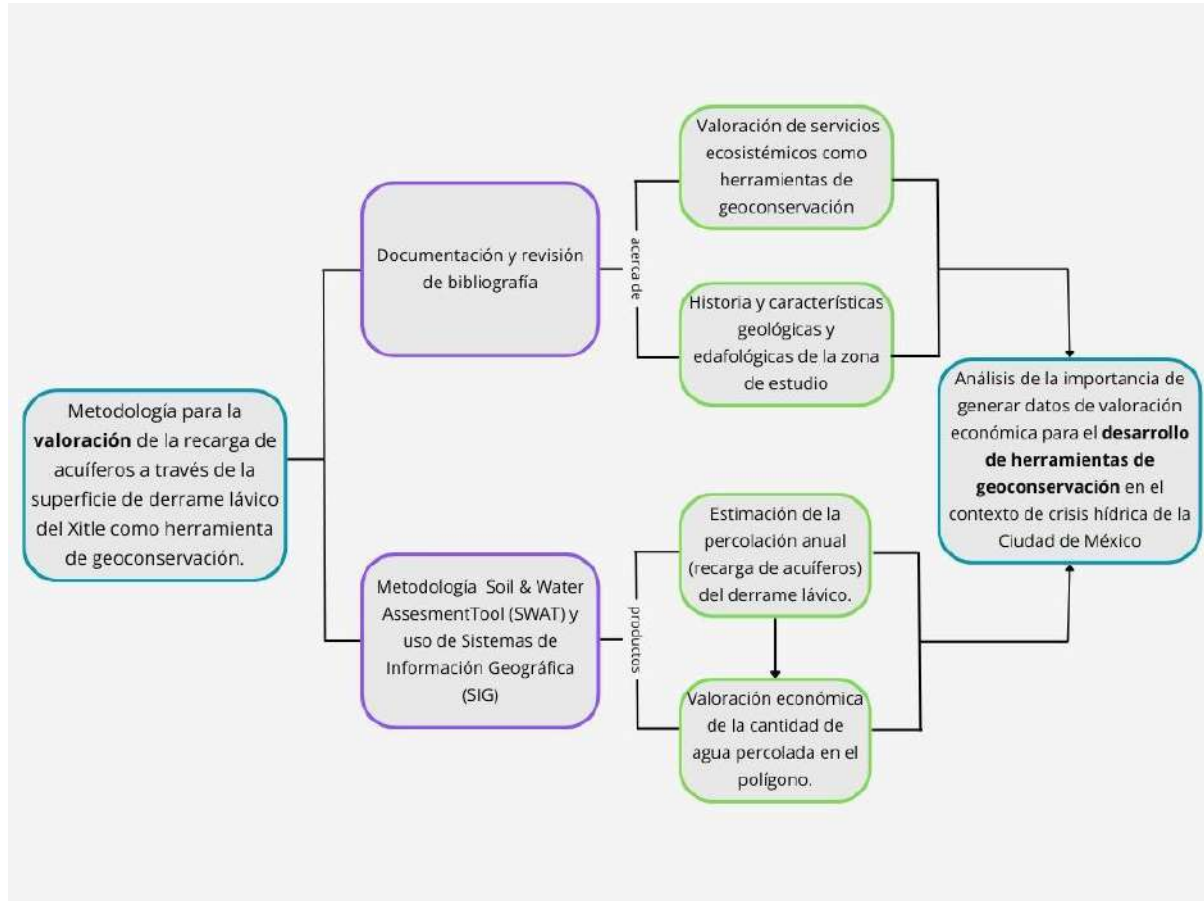 Metodología para la
valoración de la recarga de
acuíferos a través de la
superficie de derrame lávico
del Xitle como herramienta
de geoconservación.
Documentación y revisión
de bibliografía
acerca de
Valoración de servicios
ecosistémicos como
herramientas de
geoconservación
Historia y características
geológicas y
edafológicas de la zona
de estudio
Metodología Soil & Water
AssesmentTool (SWAT) y
uso de Sistemas de
Información Geográfica
(SIG)
productos
Estimación de la
percolación anual
(recarga de acuíferos)
del derrame lávico.
Valoración económica
de la cantidad de
agua percolada en el
polígono.
Análisis de la importancia de
generar datos de valoración
económica para el desarrollo
de herramientas de
geoconservación en el
contexto de crisis hídrica de la
Ciudad de México